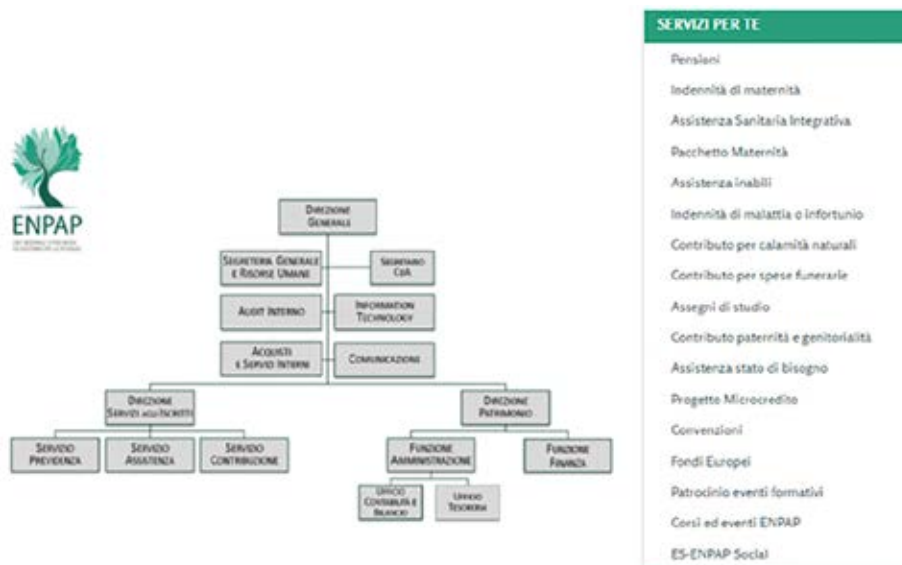 ENPAP
DIREZIONE
GENERALE
SEGRETERIA GENERALE
E RISORSE UMANE
SEGRETARIO
CDA
AUDIT INTERNO
INFORMATION
TECHNOLOGY
ACQUISTI
E SERVIZI INTERNI
COMUNICAZIONE
DIREZIONE
SERVIZI AGLI ISCRITTI
DIREZIONE
PATRIMONIO
SERVIZIO
PREVIDENZA
SERVIZIO
ASSISTENZA
SERVIZIO
CONTRIBUZIONE
FUNZIONE
AMMINISTRAZIONE
FUNZIONE
FINANZA
UFFICIO
CONTABILITÀ E
BILANCIO
UFFICIO
TESORERIA
SERVIZI PER TE
Pensioni
Indennità di maternità
Assistenza Sanitaria Integrativa
Pacchetto Maternità
Assistenza inabili
Indennità di malattia o infortunio
Contributo per calamità naturali
Contributo per spese funerarie
Assegni di studio
Contributo paternità e genitorialità
Assistenza stato di bisogno
Progetto Microcredito
Convenzioni
Fondi Europei
Patrocinio eventi formativi
Corsi ed eventi ENPAP
ES-ENPAP Social